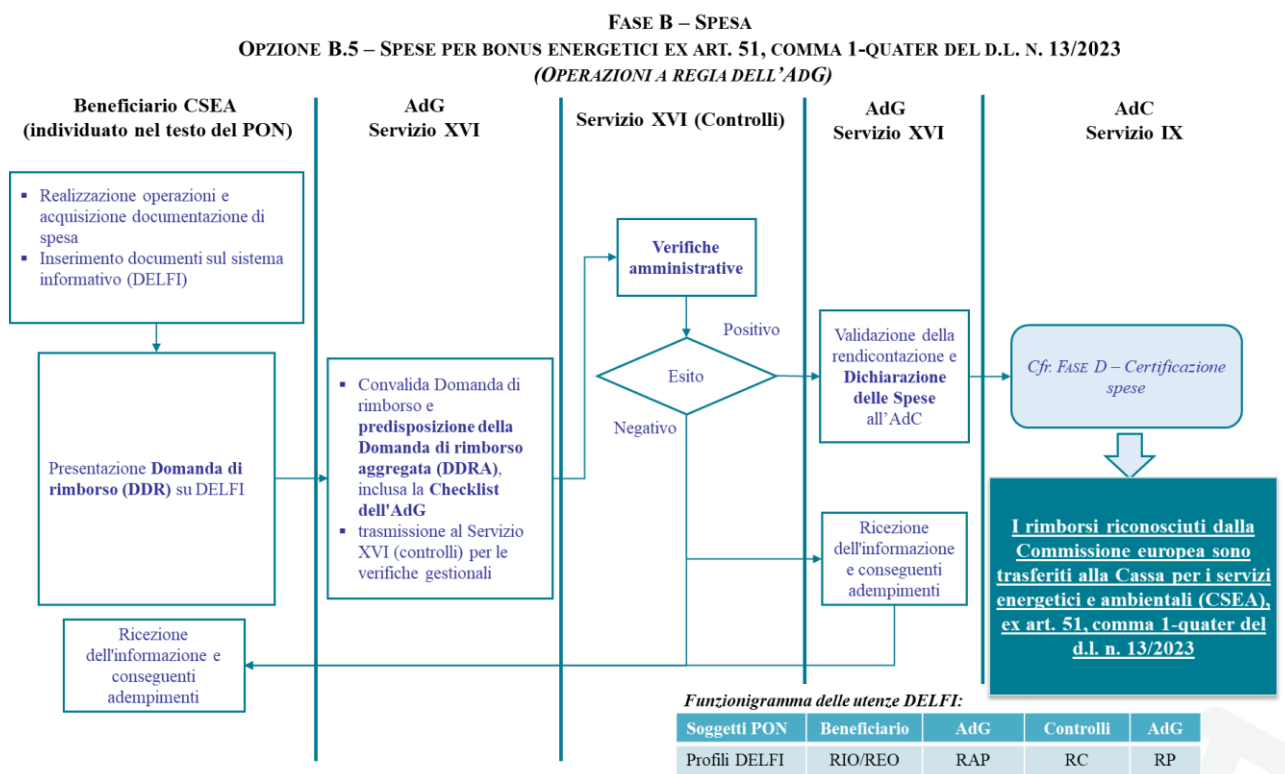 FASE B – SPESA
OPZIONE B.5 – SPESE PER BONUS ENERGETICI EX ART. 51, COMMA 1-QUATER DEL D.L. N. 13/2023
(OPERAZIONI A REGIA DELL'ADG)
Beneficiario CSEA
(individuato nel testo del PON)
AdG
Servizio XVI
Servizio XVI (Controlli)
AdG
Servizio XVI
AdC
Servizio IX
▪ Realizzazione operazioni e
acquisizione documentazione di
spesa
▪ Inserimento documenti sul sistema
informativo (DELFI)
Presentazione Domanda di
rimborso (DDR) su DELFI
Ricezione
dell'informazione e
conseguenti
adempimenti
▪ Convalida Domanda di
rimborso e
predisposizione della
Domanda di rimborso
aggregata (DDRA),
inclusa la Checklist
dell'AdG
▪ trasmissione al Servizio
XVI (controlli) per le
verifiche gestionali
Verifiche
amministrative
Positivo
Esito
Negativo
Validazione della
rendicontazione e
Dichiarazione
delle Spese
all'AdC
Ricezione
dell'informazione
e conseguenti
adempimenti
Cfr. FASE D – Certificazione
spese
I rimborsi riconosciuti dalla
Commissione europea sono
trasferiti alla Cassa per i servizi
energetici e ambientali (CSEA),
ex art. 51, comma 1-quater del
d.l. n. 13/2023
Funzionigramma delle utenze DELFI:
Soggetti PON Beneficiario AdG Controlli AdG
Profili DELFI RIO/REO RAP RC RP